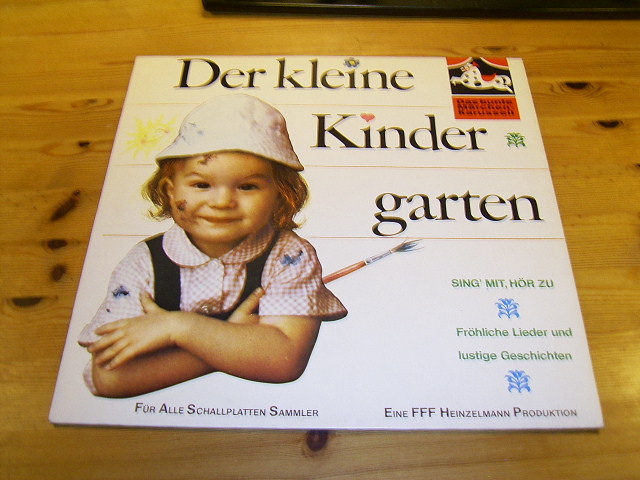 Der kleine
Kinder
garten
Das bunte
Märchen-
Karussell
SING' MIT, HÖR ZU
Fröhliche Lieder und
lustige Geschichten
FÜR ALLE SCHALLPLATTEN SAMMLER
EINE FFF HEINZELMANN PRODUKTION